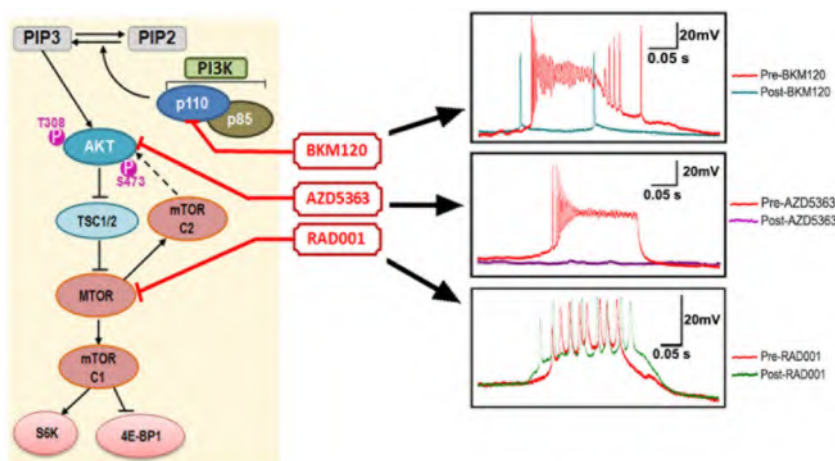 PIP3
PIP2
PI3K
p110
p85
T308
P
AKT
P
S473
TSC1/2
mTOR
C2
MTOR
mTOR
C1
S6K
4E-BP1
BKM120
AZD5363
RAD001
20mV
0.05 s
Pre-BKM120
Post-BKM120
20mV
0.05 s
Pre-AZD5363
Post-AZD5363
20mV
0.05 s
Pre-RAD001
Post-RAD001